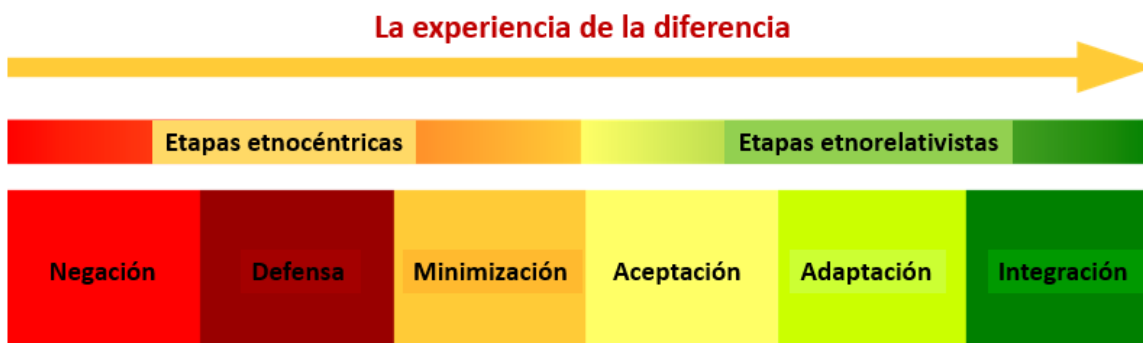 La experiencia de la diferencia
Etapas etnocéntricas Etapas etnorelativistas
Negación Defensa Minimización Aceptación Adaptación Integración